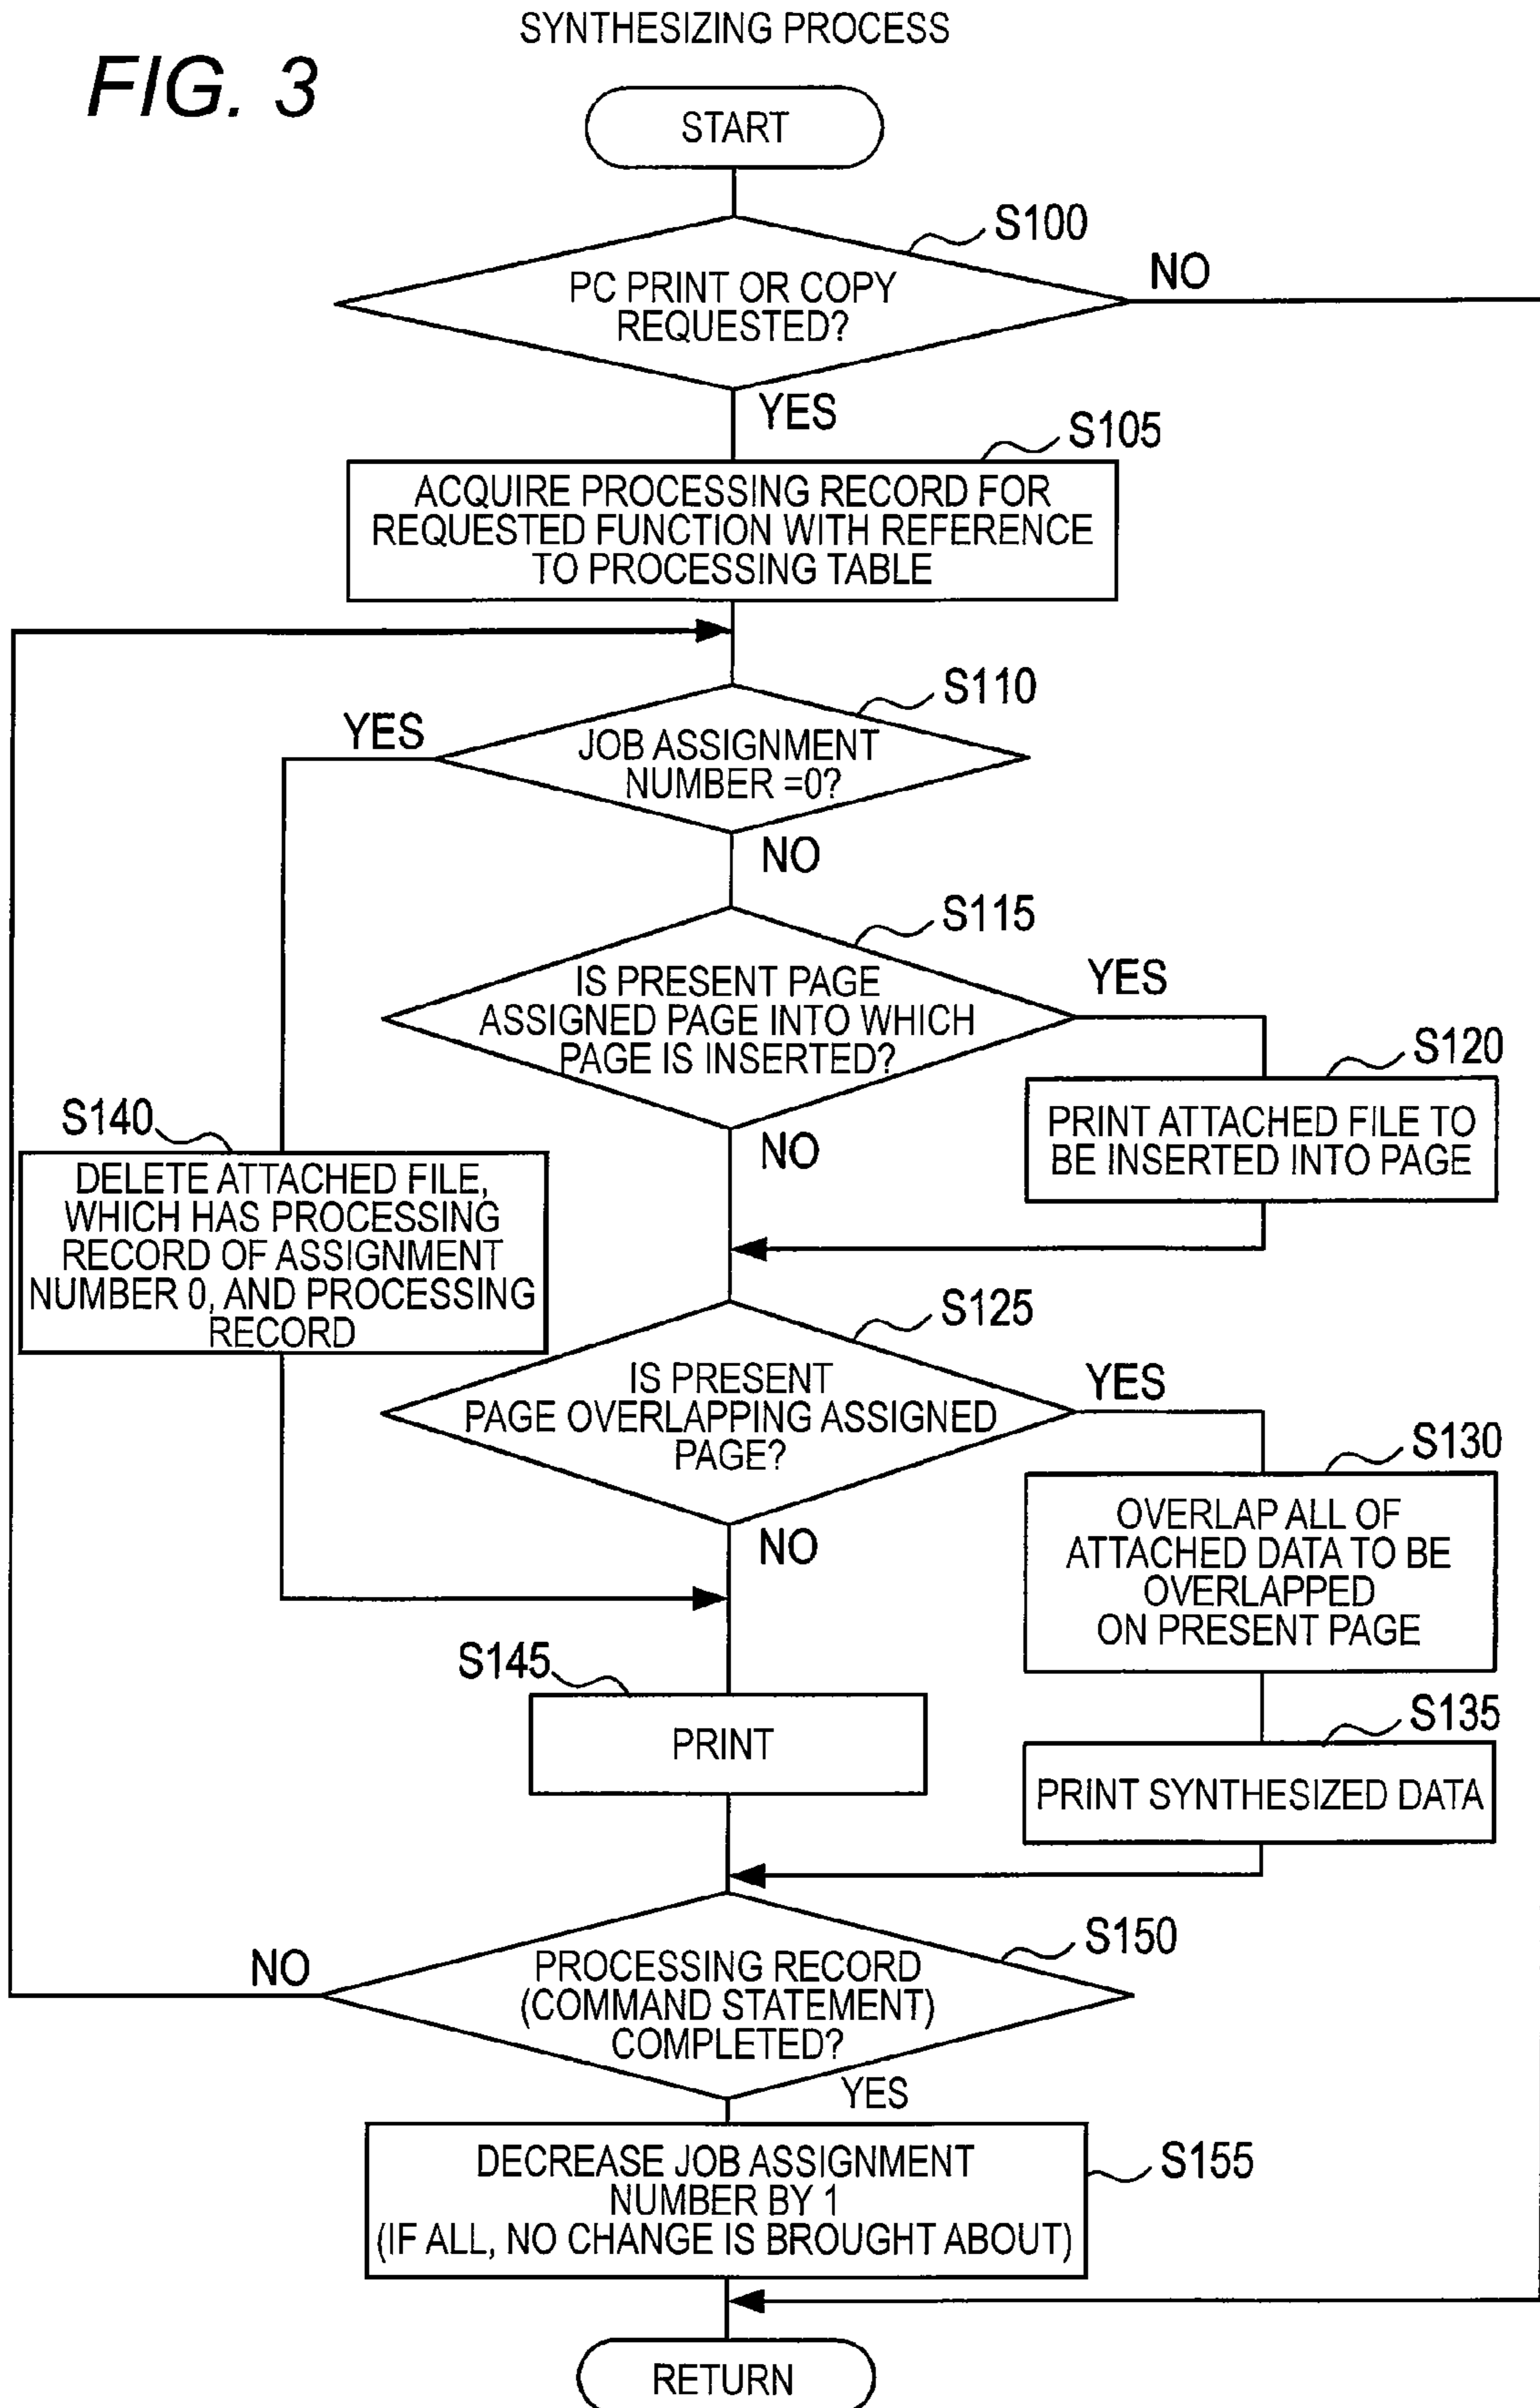 SYNTHESIZING PROCESS
FIG. 3
START
S100
PC PRINT OR COPY
REQUESTED?
NO
YES
S105
ACQUIRE PROCESSING RECORD FOR
REQUESTED FUNCTION WITH REFERENCE
TO PROCESSING TABLE
S110
YES
JOB ASSIGNMENT
NUMBER =0?
NO
S115
IS PRESENT PAGE
ASSIGNED PAGE INTO WHICH
PAGE IS INSERTED?
YES
S120
PRINT ATTACHED FILE TO
BE INSERTED INTO PAGE
NO
S140
DELETE ATTACHED FILE,
WHICH HAS PROCESSING
RECORD OF ASSIGNMENT
NUMBER 0, AND PROCESSING
RECORD
S125
IS PRESENT
PAGE OVERLAPPING ASSIGNED
PAGE?
YES
S130
OVERLAP ALL OF
ATTACHED DATA TO BE
OVERLAPPED
ON PRESENT PAGE
NO
S145
PRINT
S135
PRINT SYNTHESIZED DATA
S150
NO
PROCESSING RECORD
(COMMAND STATEMENT)
COMPLETED?
YES
S155
DECREASE JOB ASSIGNMENT
NUMBER BY 1
(IF ALL, NO CHANGE IS BROUGHT ABOUT)
RETURN